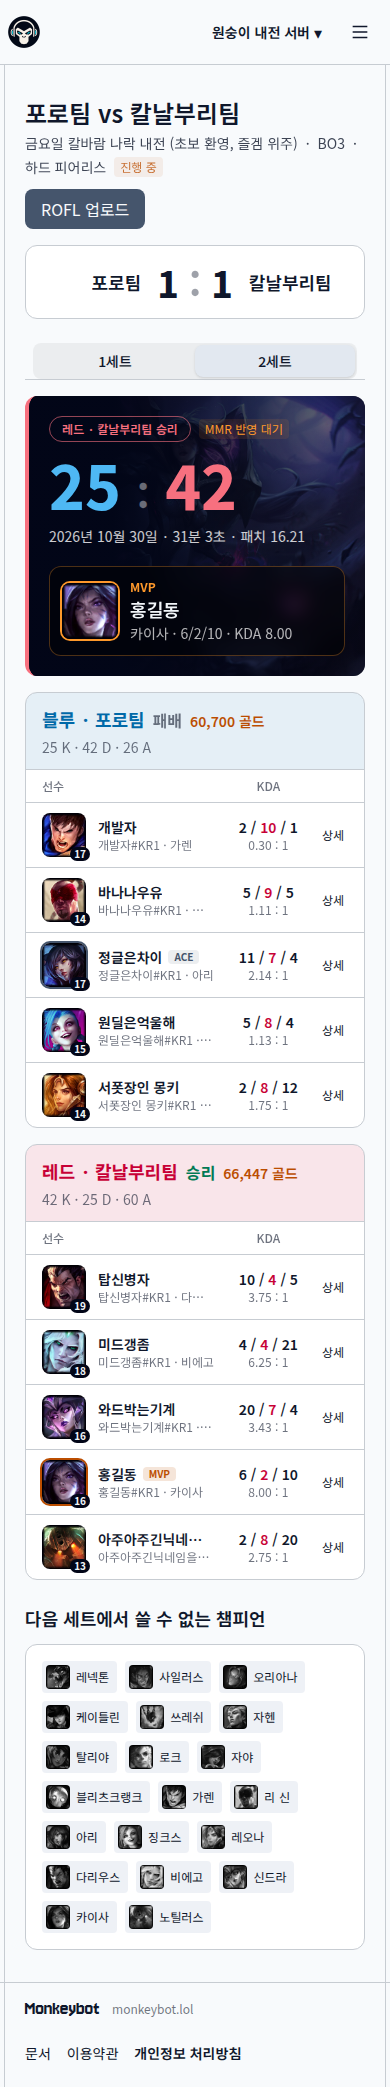 원숭이 내전 서버 ▾
포로팀 vs 칼날부리팀
금요일 칼바람 나락 내전 (초보 환영, 즐겜 위주) · BO3 ·
하드 피어리스 진행 중
ROFL 업로드
포로팀 1 : 1 칼날부리팀
1세트 2세트
레드 · 칼날부리팀 승리 MMR 반영 대기
25 : 42
2026년 10월 30일 · 31분 3초 · 패치 16.21
MVP
홍길동
카이사 · 6/2/10 · KDA 8.00
블루 · 포로팀 패배 60,700 골드
25 K · 42 D · 26 A
선수 KDA
개발자 2 / 10 / 1 상세
17 개발자#KR1 · 가렌 0.30 : 1
바나나우유 5 / 9 / 5 상세
14 바나나우유#KR1 · ··· 1.11 : 1
정글은차이 ACE 11 / 7 / 4 상세
17 정글은차이#KR1 · 아리 2.14 : 1
원딜은억울해 5 / 8 / 4 상세
15 원딜은억울해#KR1 ···· 1.13 : 1
서폿장인 몽키 2 / 8 / 12 상세
14 서폿장인 몽키#KR1 ··· 1.75 : 1
레드 · 칼날부리팀 승리 66,447 골드
42 K · 25 D · 60 A
선수 KDA
탑신병자 10 / 4 / 5 상세
19 탑신병자#KR1 · 다··· 3.75 : 1
미드갱좀 4 / 4 / 21 상세
18 미드갱좀#KR1 · 비에고 6.25 : 1
와드박는기계 20 / 7 / 4 상세
16 와드박는기계#KR1 ···· 3.43 : 1
홍길동 MVP 6 / 2 / 10 상세
16 홍길동#KR1 · 카이사 8.00 : 1
아주아주긴닉네··· 2 / 8 / 20 상세
13 아주아주긴닉네임을··· 2.75 : 1
다음 세트에서 쓸 수 없는 챔피언
레넥톤 사일러스 오리아나
케이틀린 쓰레쉬 자헨
탈리야 로크 자야
블리츠크랭크 가렌 리 신
아리 징크스 레오나
다리우스 비에고 신드라
카이사 노틸러스
Monkeybot monkeybot.lol
문서 이용약관 개인정보 처리방침